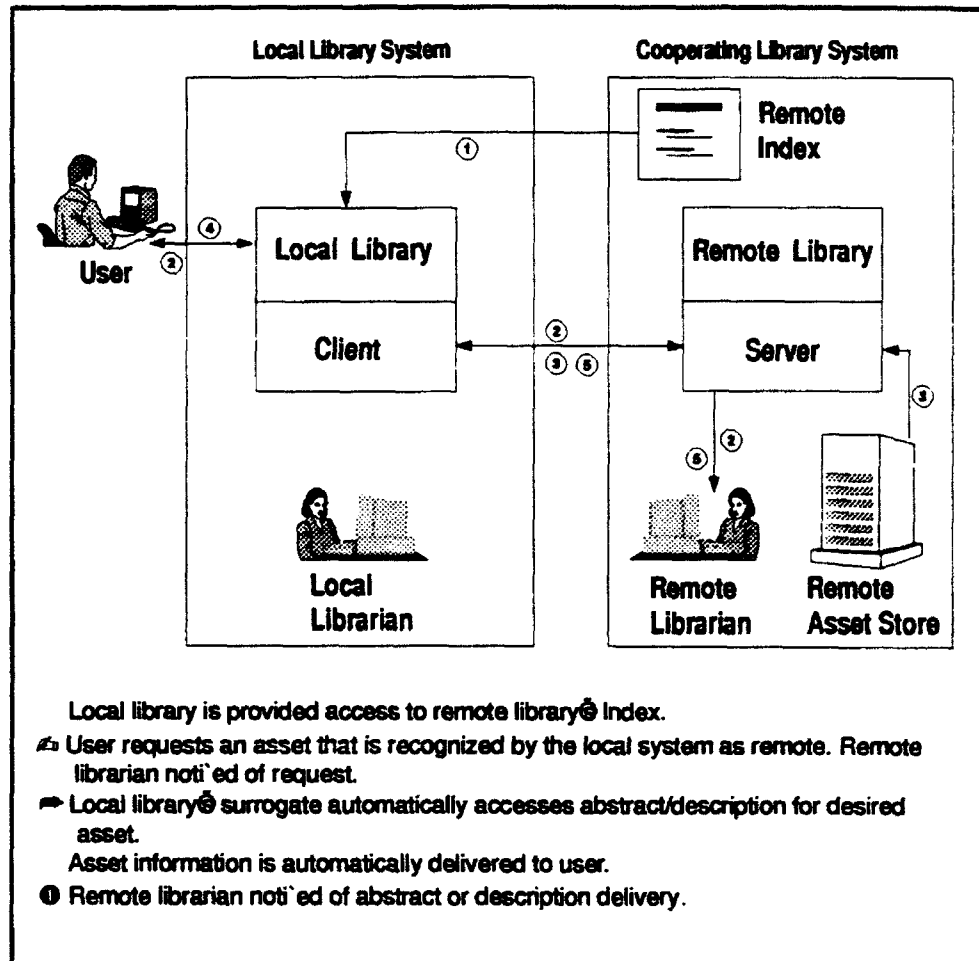 Local Library System
Cooperating Library System
Remote
Index
①
④
②
User
Local Library
Client
②
③ ⑤
Remote Library
Server
③
②
⑤
Local
Librarian
Remote
Librarian
Remote
Asset Store
Local library is provided access to remote library Index.
User requests an asset that is recognized by the local system as remote. Remote
librarian noti`ed of request.
Local library surrogate automatically accesses abstract/description for desired
asset.
Asset information is automatically delivered to user.
❶ Remote librarian noti`ed of abstract or description delivery.